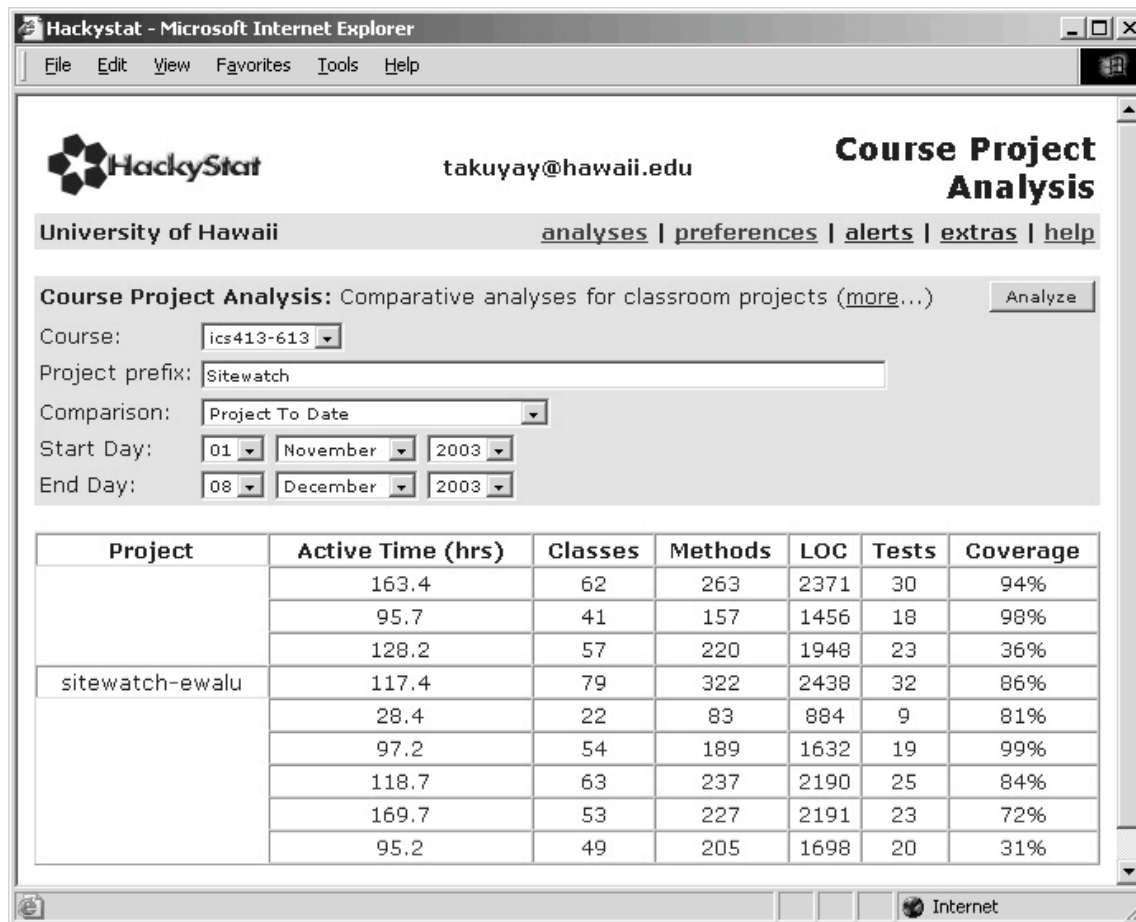 Hackystat - Microsoft Internet Explorer
File Edit View Favorites Tools Help
HackyStat takuyay@hawaii.edu Course Project
Analysis
University of Hawaii analyses | preferences | alerts | extras | help
Course Project Analysis: Comparative analyses for classroom projects (more...) Analyze
Course: ics413-613
Project prefix: Sitewatch
Comparison: Project To Date
Start Day: 01 November 2003
End Day: 08 December 2003
Project Active Time (hrs) Classes Methods LOC Tests Coverage
163.4 62 263 2371 30 94%
95.7 41 157 1456 18 98%
128.2 57 220 1948 23 36%
sitewatch-ewalu 117.4 79 322 2438 32 86%
28.4 22 83 884 9 81%
97.2 54 189 1632 19 99%
118.7 63 237 2190 25 84%
169.7 53 227 2191 23 72%
95.2 49 205 1698 20 31%
Internet